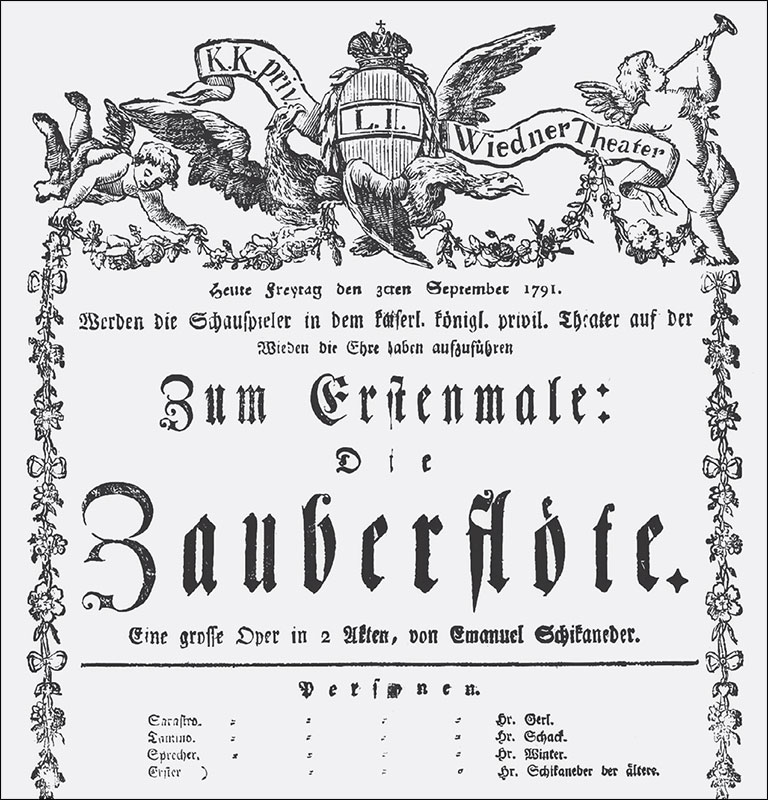 K.K. priv.
L.II.
Wiedner Theater
Heute Freytag den 30ten September 1791.
Werden die Schauspieler in dem kaiserl. königl. privil. Theater auf der
Wieden die Ehre haben aufzuführen
Zum Erstenmale:
Die
Zauberflöte.
Eine grosse Oper in 2 Akten, von Emanuel Schikaneder.
Personen.
Sarastro. Hr. Gerl.
Tamino. Hr. Schack.
Sprecher. Hr. Winter.
Erster ) Hr. Schikaneder der ältere.